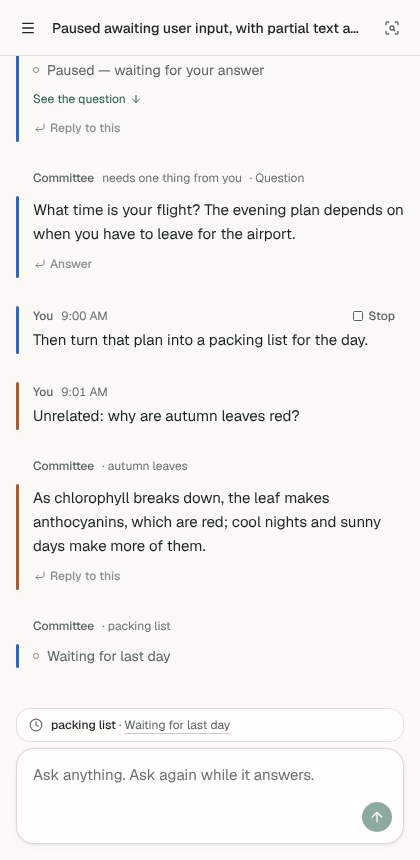 Paused awaiting user input, with partial text a...
Paused — waiting for your answer
See the question ↓
Reply to this
Committee needs one thing from you · Question
What time is your flight? The evening plan depends on
when you have to leave for the airport.
Answer
You 9:00 AM Stop
Then turn that plan into a packing list for the day.
You 9:01 AM
Unrelated: why are autumn leaves red?
Committee · autumn leaves
As chlorophyll breaks down, the leaf makes
anthocyanins, which are red; cool nights and sunny
days make more of them.
Reply to this
Committee · packing list
Waiting for last day
packing list · Waiting for last day
Ask anything. Ask again while it answers.